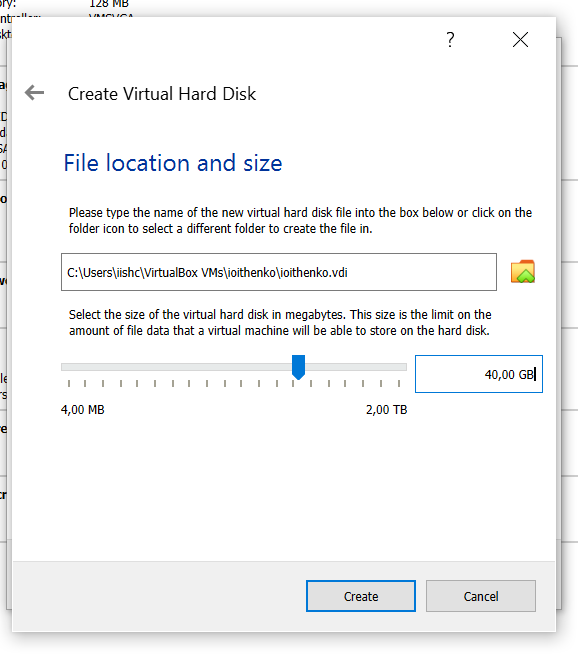 128 MB
?
Create Virtual Hard Disk
File location and size
Please type the name of the new virtual hard disk file into the box below or click on the
folder icon to select a different folder to create the file in.
C:\Users\iishc\VirtualBox VMs\ioithenko\ioithenko.vdi
Select the size of the virtual hard disk in megabytes. This size is the limit on the
amount of file data that a virtual machine will be able to store on the hard disk.
40,00 GB
4,00 MB
2,00 TB
Create
Cancel